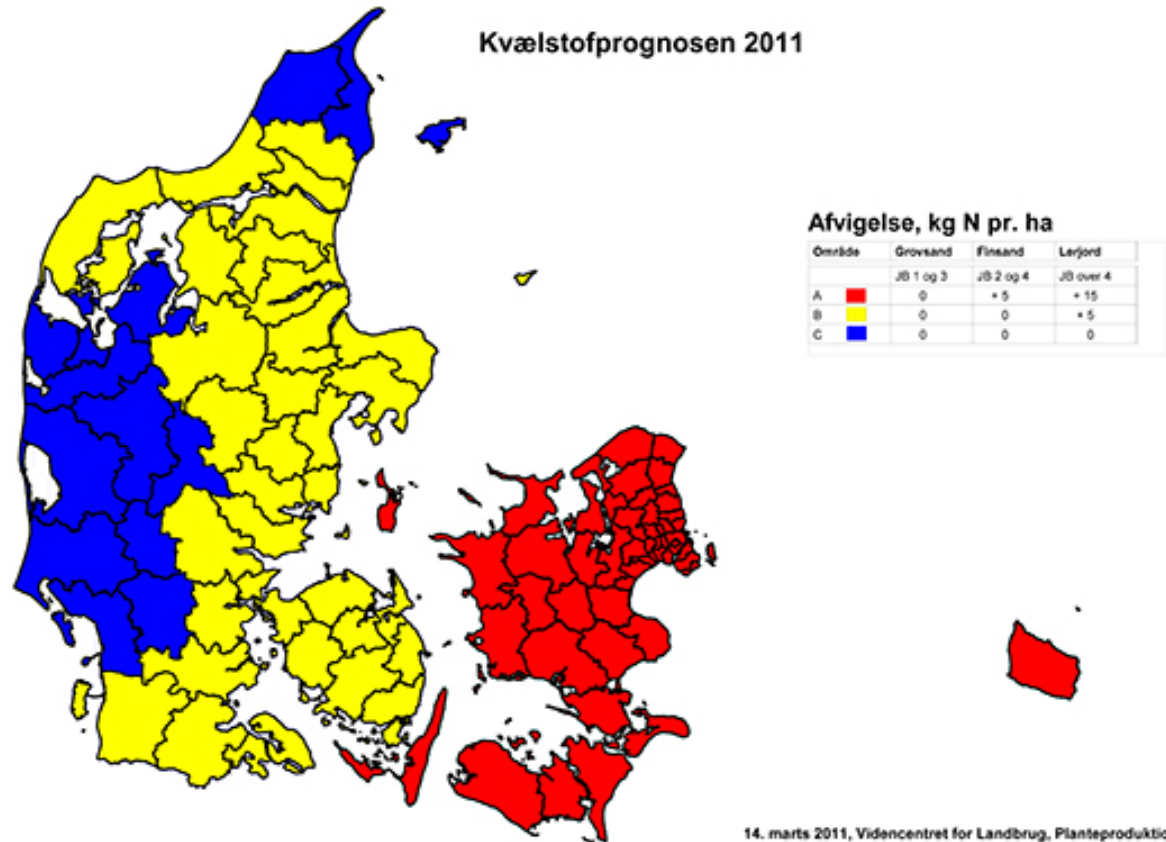 Kvælstofprognosen 2011
Afvigelse, kg N pr. ha
Område Grovsand Finsand Lerjord
JB 1 og 3 JB 2 og 4 JB over 4
A 0 + 5 + 15
B 0 0 + 5
C 0 0 0
14. marts 2011, Videncentret for Landbrug, Planteproduktio